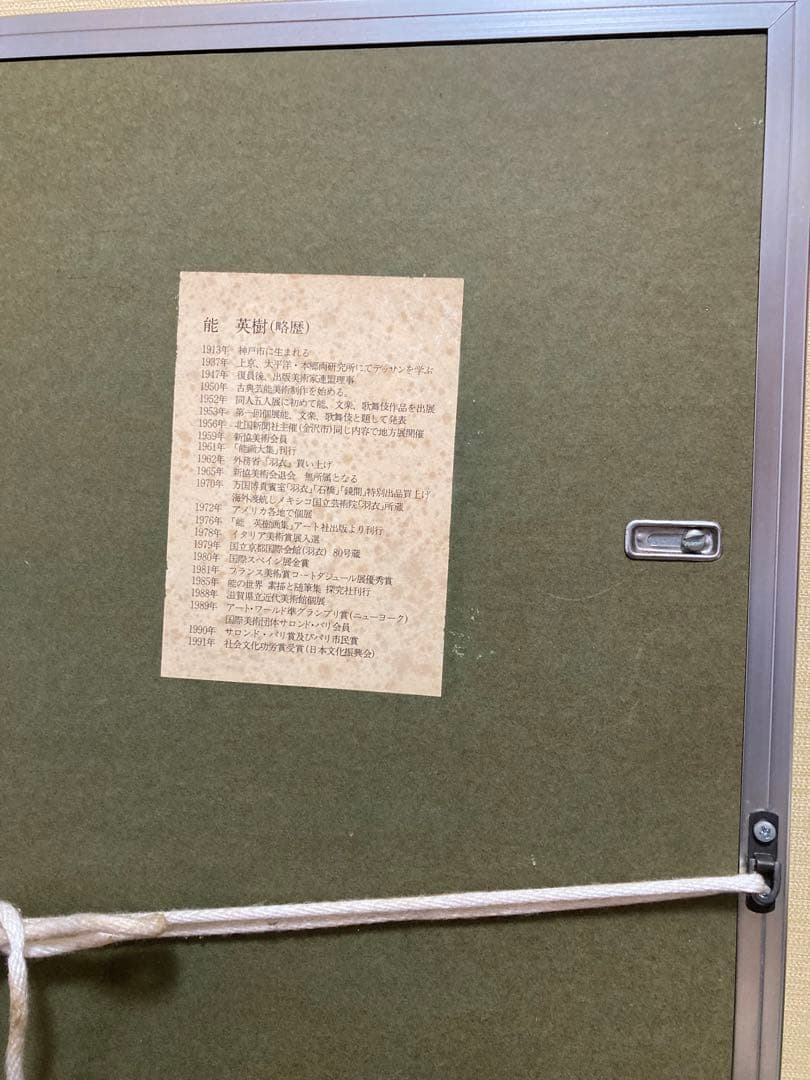 能 英樹(略歴)
1913年 神戸市に生まれる
1937年 上京、太平洋・本郷両研究所にてデッサンを学ぶ
1947年 復員後、出版美術家連盟理事
1950年 古典芸能美術制作を始める。
1952年 同人五人展に初めて能、文楽、歌舞伎作品を出展
1953年 第一回個展能、文楽、歌舞伎と題して発表
1956年 北国新聞社主催(金沢市)同じ内容で地方展開催
1959年 新協美術会員
1961年 「能画大集」刊行
1962年 外務省『羽衣』買い上げ
1965年 新協美術会退会 無所属となる
1970年 万国博貴賓室「羽衣」「石橋」「鏡間」特別出品買上げ
海外渡航しメキシコ国立芸術院「羽衣」所蔵
1972年 アメリカ各地で個展
1976年 「能 英樹画集」アート社出版より刊行
1978年 イタリア美術賞展入選
1979年 国立京都国際会館(羽衣) 80号蔵
1980年 国際スペイン展金賞
1981年 フランス美術賞コートダジュール展優秀賞
1985年 能の世界 素描と随筆集 探究社刊行
1988年 滋賀県立近代美術館個展
1989年 アート・ワールド準グランプリ賞(ニューヨーク)
国際美術団体サロンド・パリ会員
1990年 サロンド・パリ賞及びパリ市民賞
1991年 社会文化功労賞受賞(日本文化振興会)